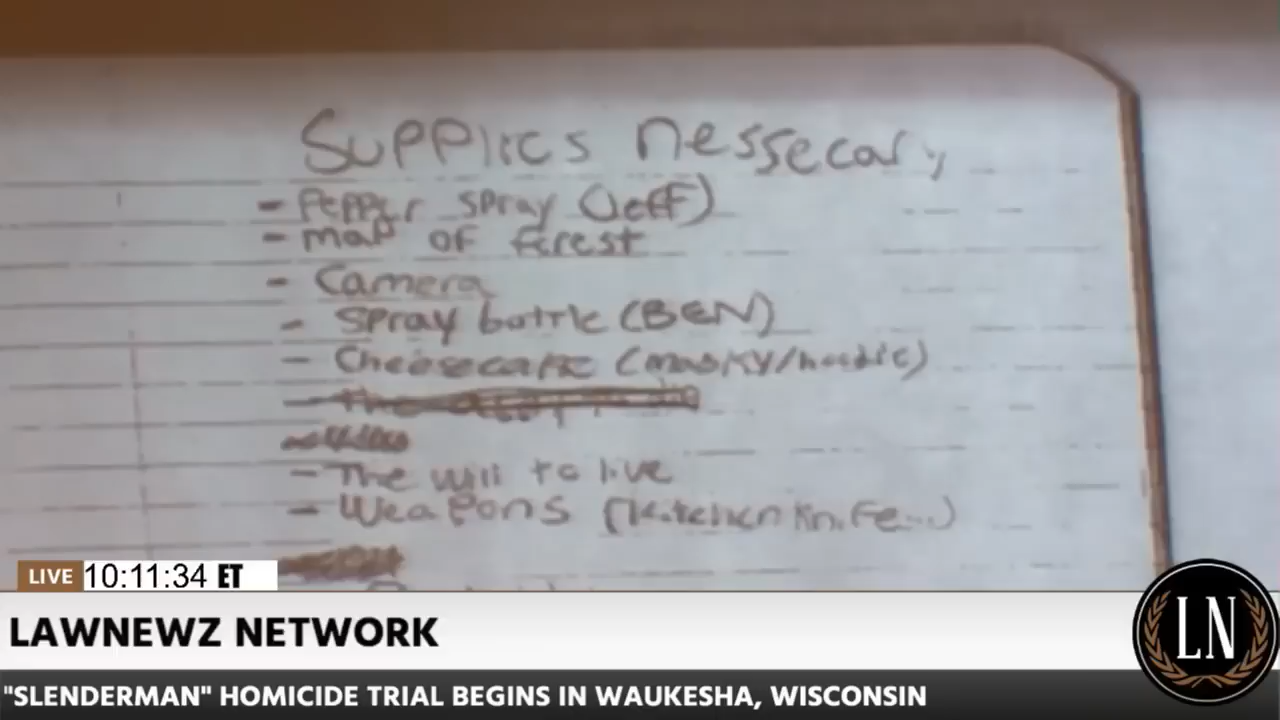 Supplies nessecary
- Pepper spray (Jeff)
- map of forest
- Camera
- spray bottle (BEN)
- Cheesecake (masky/hoodie)
- The will to live
- Weapons (kitchen knife...)
LIVE 10:11:34 ET
LAWNEWZ NETWORK
LN
"SLENDERMAN" HOMICIDE TRIAL BEGINS IN WAUKESHA, WISCONSIN